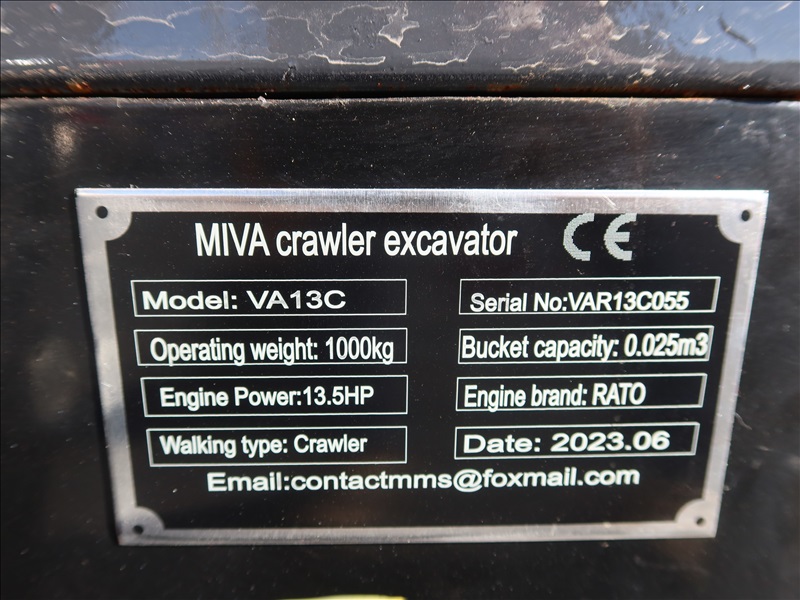 MIVA crawler excavator CE
Model: VA13C
Serial No:VAR13C055
Operating weight: 1000kg
Bucket capacity: 0.025m3
Engine Power:13.5HP
Engine brand: RATO
Walking type: Crawler
Date: 2023.06
Email:contactmms@foxmail.com